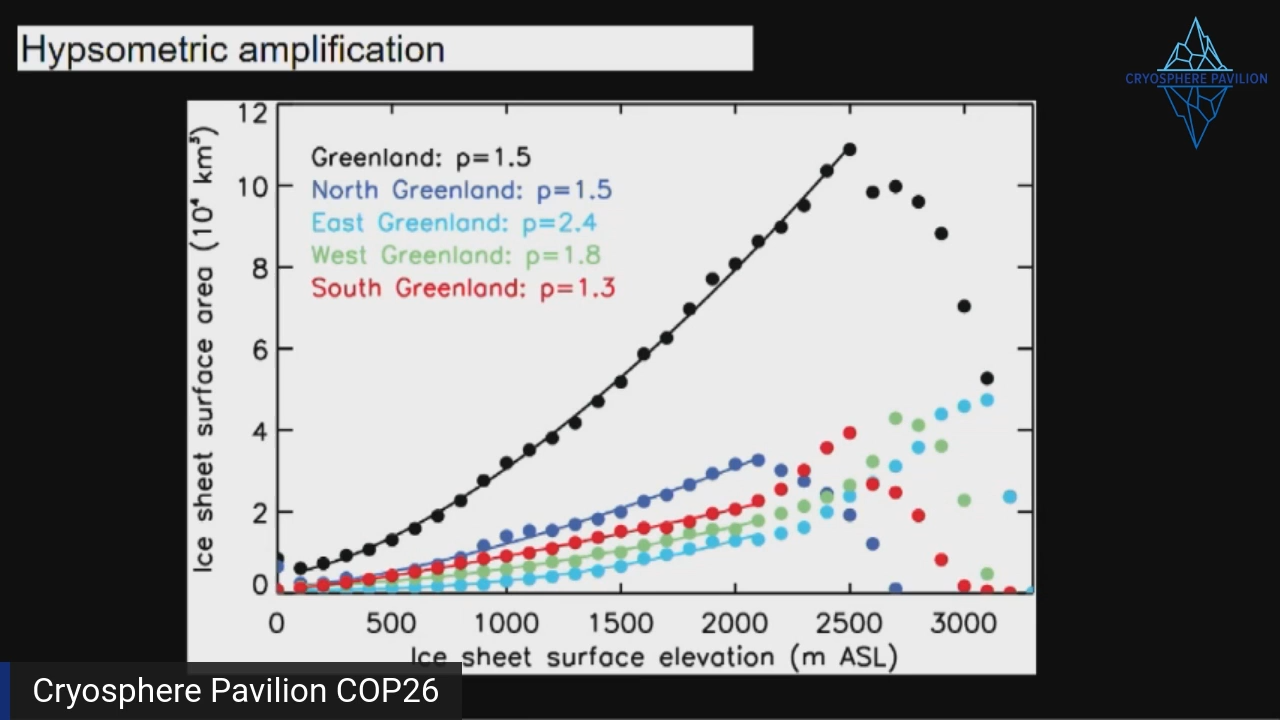 Hypsometric amplification
CRYOSPHERE PAVILION
Greenland: p=1.5
North Greenland: p=1.5
East Greenland: p=2.4
West Greenland: p=1.8
South Greenland: p=1.3
Ice sheet surface area (10⁴ km³)
12
10
8
6
4
2
0
0 500 1000 1500 2000 2500 3000
Ice sheet surface elevation (m ASL)
Cryosphere Pavilion COP26